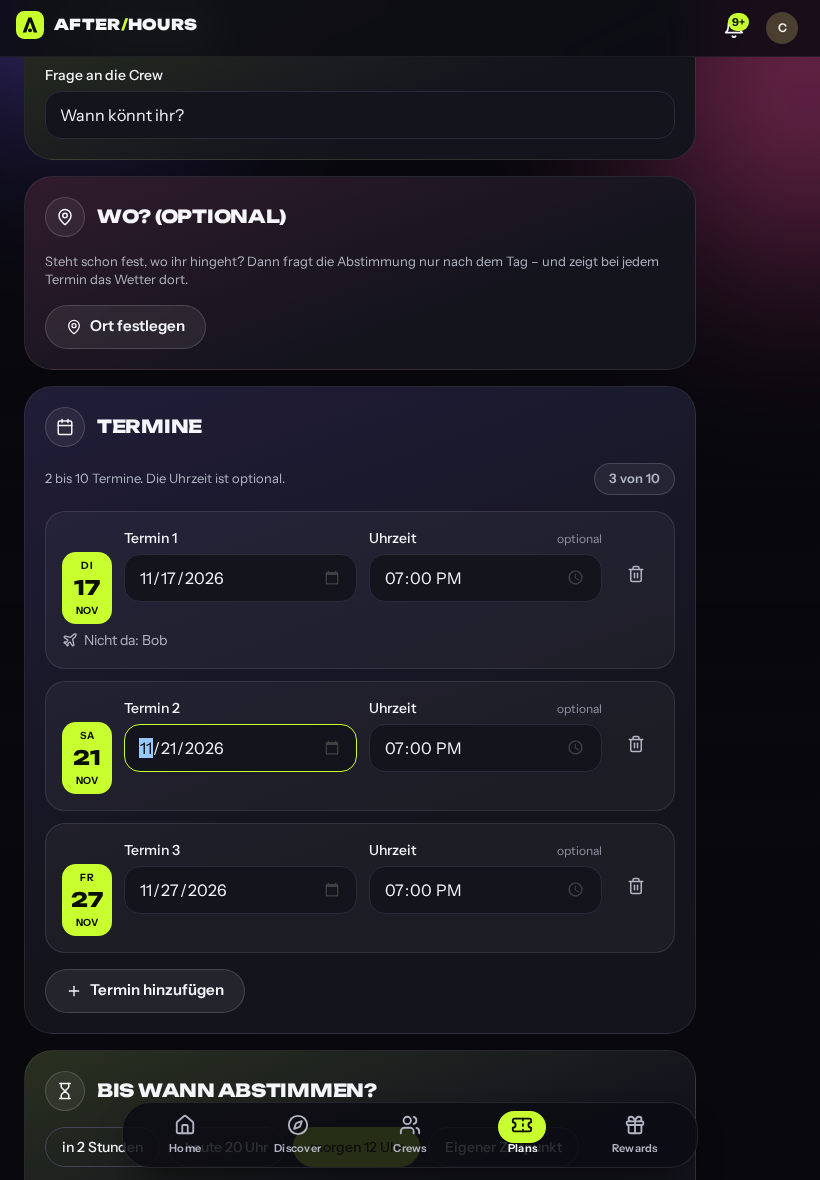 AFTER/HOURS
9+
C
Frage an die Crew
Wann könnt ihr?
WO? (OPTIONAL)
Steht schon fest, wo ihr hingeht? Dann fragt die Abstimmung nur nach dem Tag – und zeigt bei jedem
Termin das Wetter dort.
Ort festlegen
TERMINE
2 bis 10 Termine. Die Uhrzeit ist optional.
3 von 10
Termin 1
Uhrzeit
optional
DI
17
NOV
11/17/2026
07:00 PM
Nicht da: Bob
Termin 2
Uhrzeit
optional
SA
21
NOV
11/21/2026
07:00 PM
Termin 3
Uhrzeit
optional
FR
27
NOV
11/27/2026
07:00 PM
Termin hinzufügen
BIS WANN ABSTIMMEN?
in 2 Stunden
20 Uhr
12
Eigener
Home
Discover
Crews
Plans
Rewards